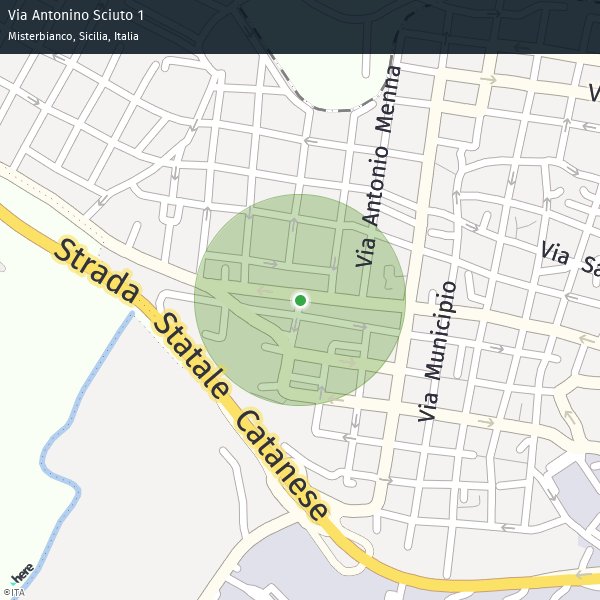 Via Antonino Sciuto 1
Misterbianco, Sicilia, Italia
V
Via Antonio Menna
Via Sa
Strada Statale Catanese
Via Municipio
here
©ITA